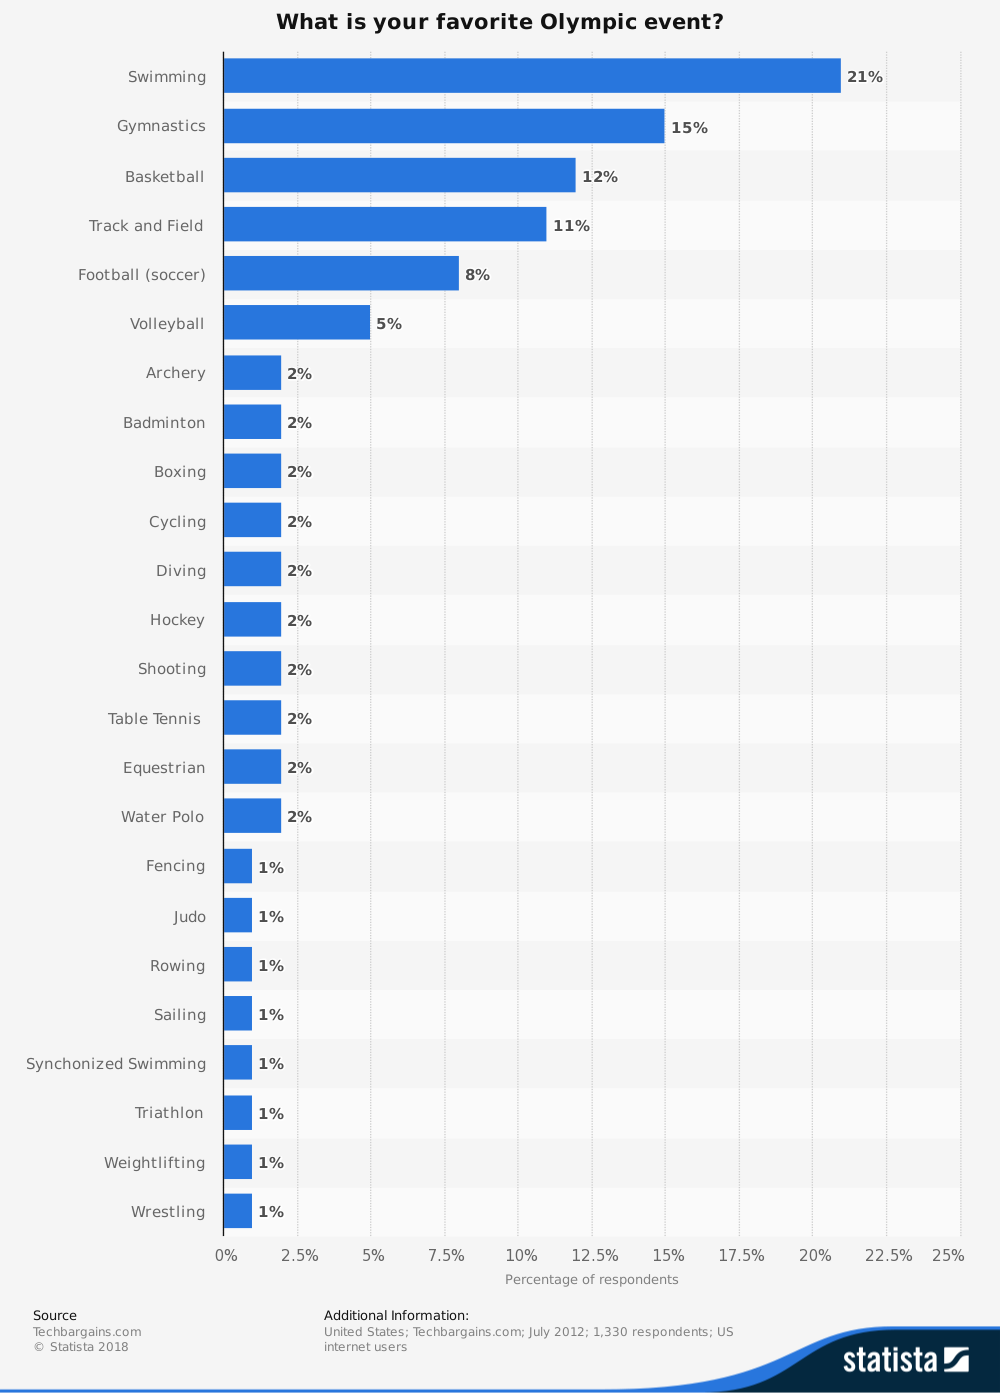 What is your favorite Olympic event?
Swimming 21%
Gymnastics 15%
Basketball 12%
Track and Field 11%
Football (soccer) 8%
Volleyball 5%
Archery 2%
Badminton 2%
Boxing 2%
Cycling 2%
Diving 2%
Hockey 2%
Shooting 2%
Table Tennis 2%
Equestrian 2%
Water Polo 2%
Fencing 1%
Judo 1%
Rowing 1%
Sailing 1%
Synchonized Swimming 1%
Triathlon 1%
Weightlifting 1%
Wrestling 1%
0% 2.5% 5% 7.5% 10% 12.5% 15% 17.5% 20% 22.5% 25%
Percentage of respondents
Source
Techbargains.com
© Statista 2018
Additional Information:
United States; Techbargains.com; July 2012; 1,330 respondents; US
internet users
statista